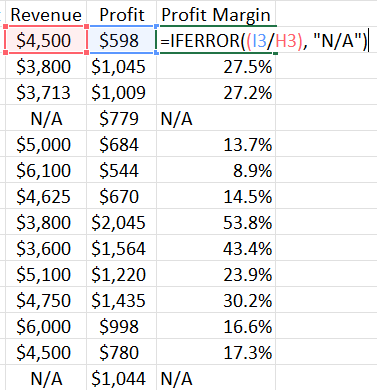 Revenue Profit Profit Margin
$4,500 $598 =IFERROR((I3/H3), "N/A")
$3,800 $1,045 27.5%
$3,713 $1,009 27.2%
N/A $779 N/A
$5,000 $684 13.7%
$6,100 $544 8.9%
$4,625 $670 14.5%
$3,800 $2,045 53.8%
$3,600 $1,564 43.4%
$5,100 $1,220 23.9%
$4,750 $1,435 30.2%
$6,000 $998 16.6%
$4,500 $780 17.3%
N/A $1,044 N/A